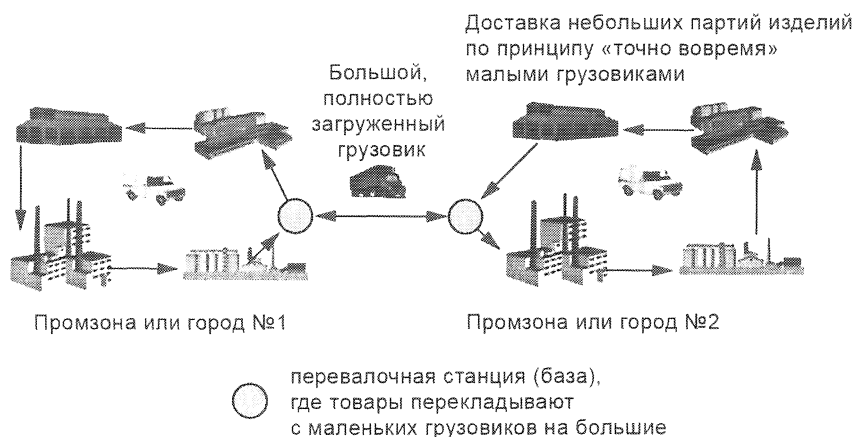 Доставка небольших партий изделий
по принципу «точно вовремя»
малыми грузовиками
Большой,
полностью
загруженный
грузовик
Промзона или город №1
Промзона или город №2
перевалочная станция (база),
где товары перекладывают
с маленьких грузовиков на большие